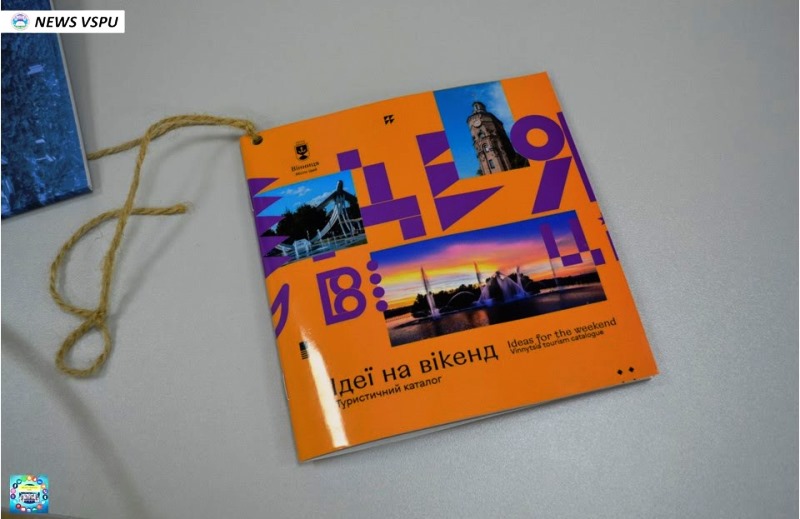 NEWS VSPU
Вінниця
Ідеї на вікенд
Туристичний каталог
Ideas for the weekend
Vinnytsia tourism catalogue